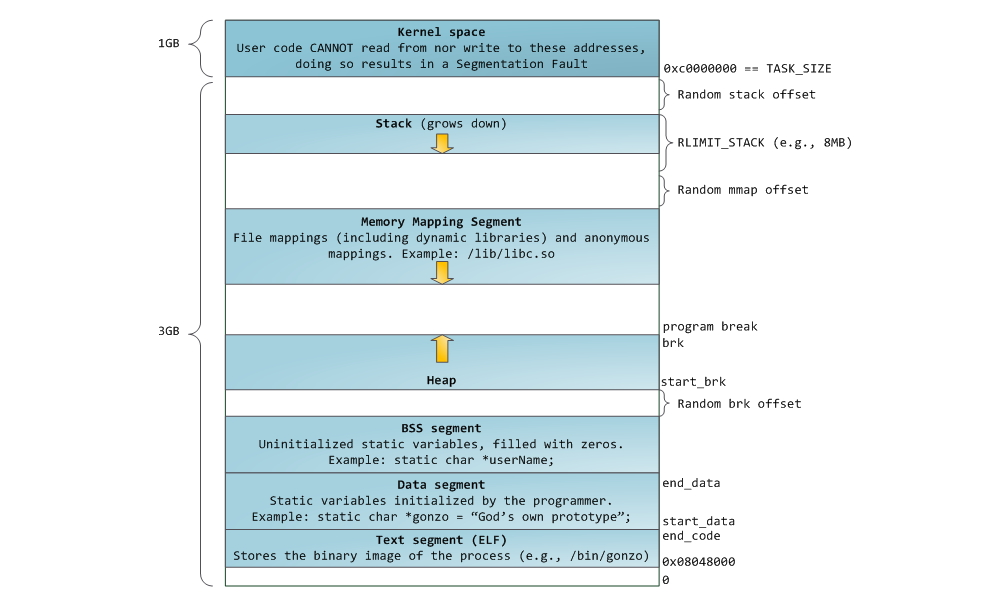 1GB
Kernel space
User code CANNOT read from nor write to these addresses,
doing so results in a Segmentation Fault
0xc0000000 == TASK_SIZE
Random stack offset
Stack (grows down)
RLIMIT_STACK (e.g., 8MB)
Random mmap offset
Memory Mapping Segment
File mappings (including dynamic libraries) and anonymous
mappings. Example: /lib/libc.so
3GB
program break
brk
Heap
start_brk
Random brk offset
BSS segment
Uninitialized static variables, filled with zeros.
Example: static char *userName;
Data segment
Static variables initialized by the programmer.
Example: static char *gonzo = “God’s own prototype”;
end_data
start_data
end_code
Text segment (ELF)
Stores the binary image of the process (e.g., /bin/gonzo)
0x08048000
0